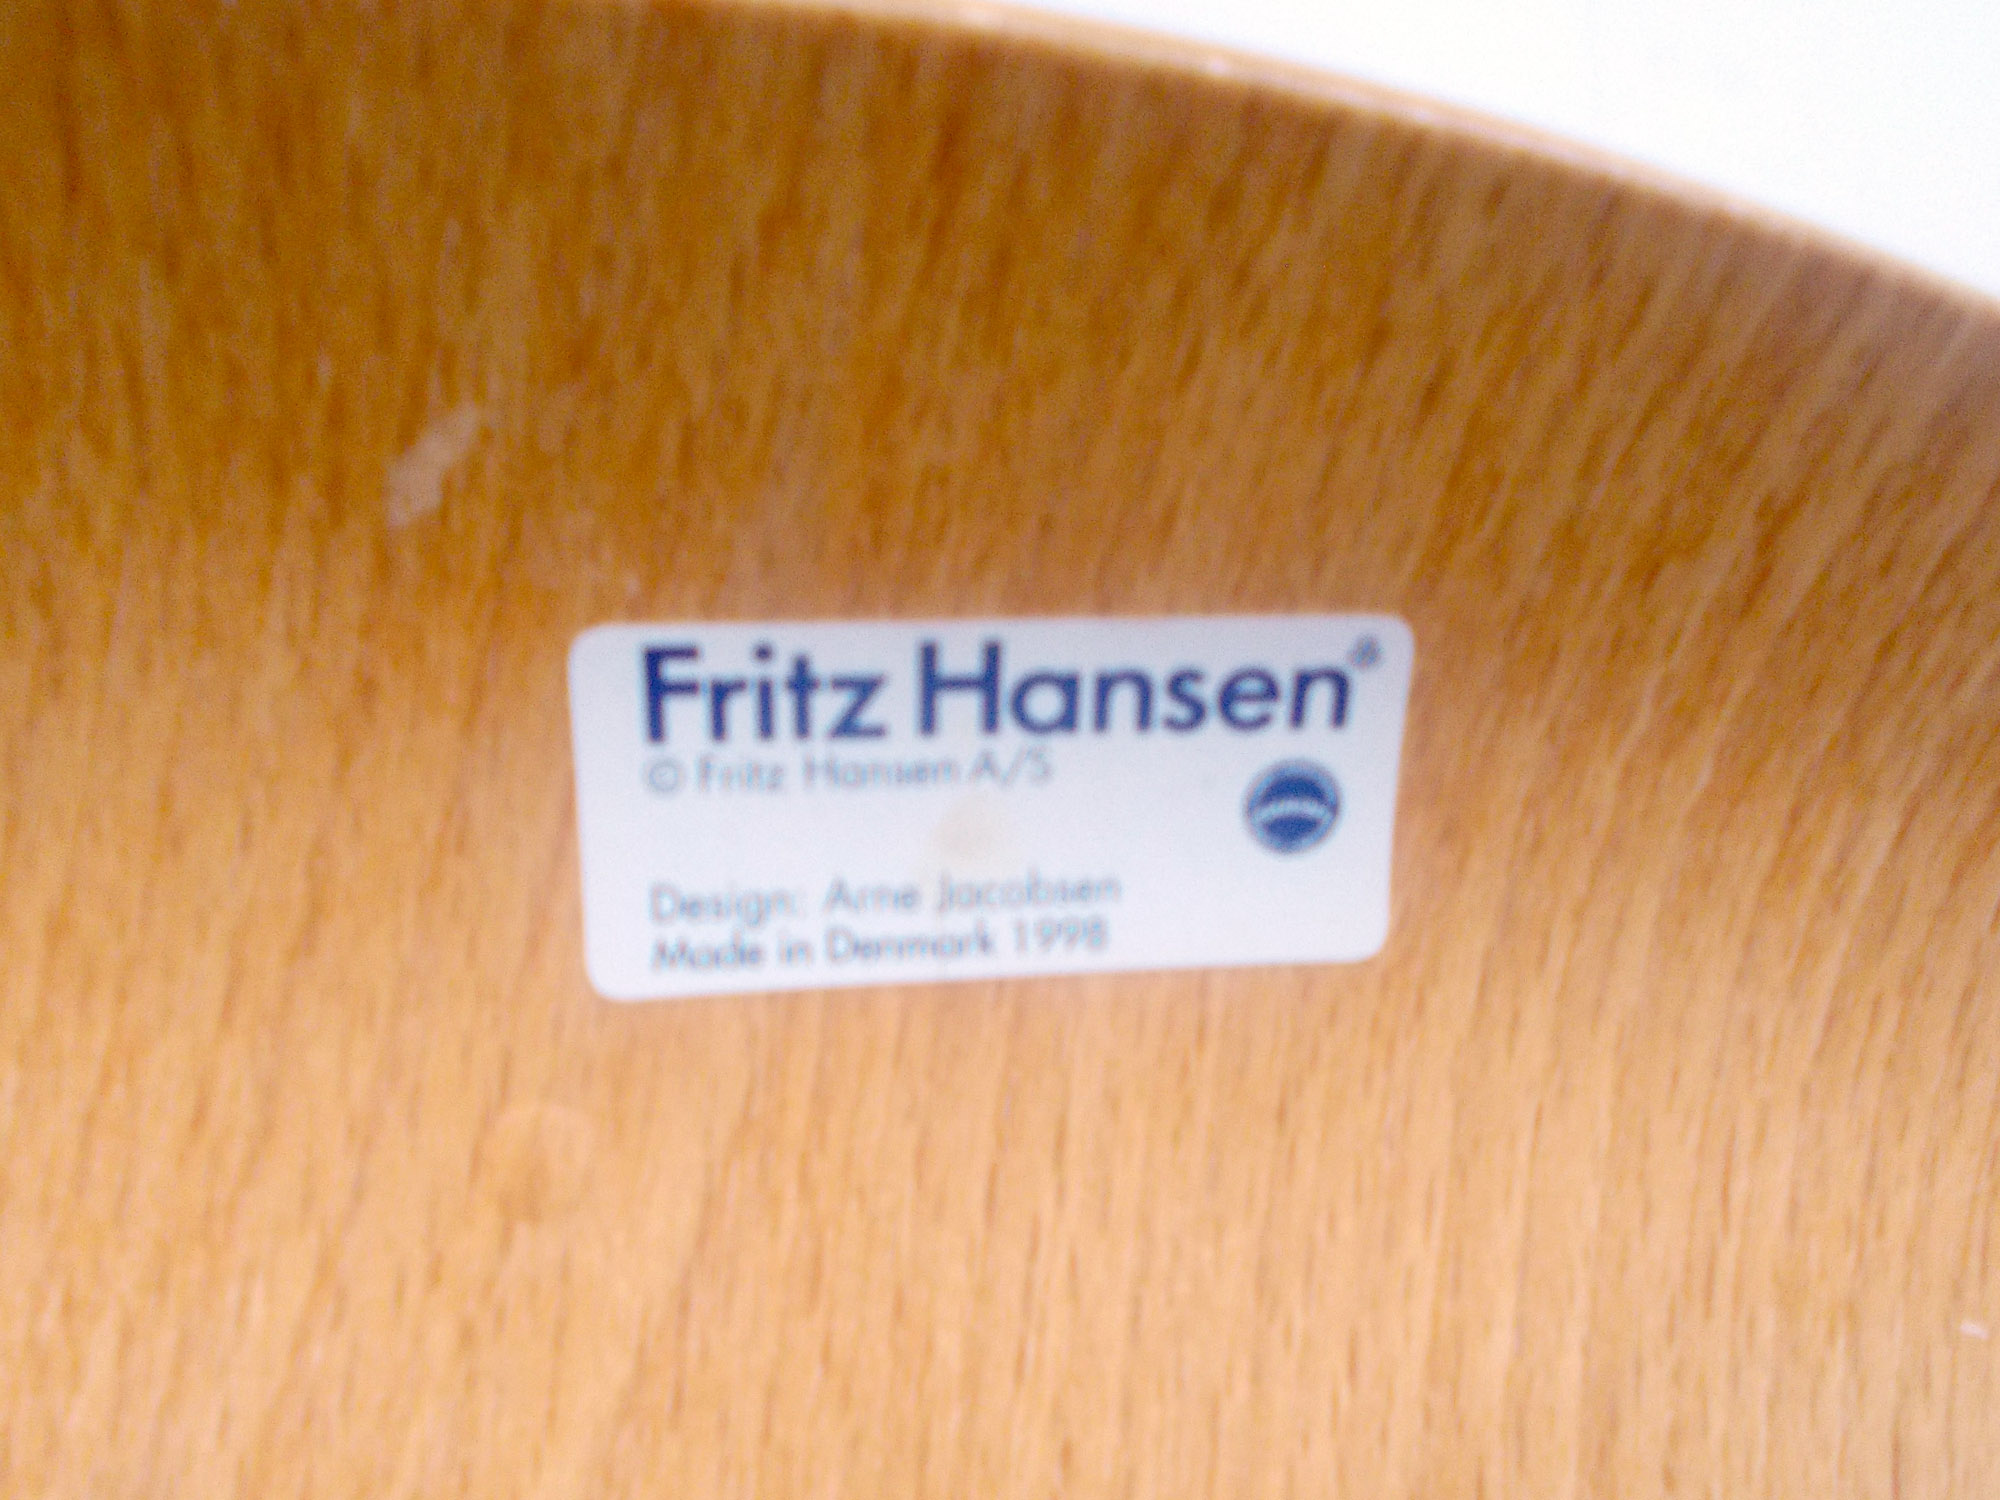 Fritz Hansen®
© Fritz Hansen A/S
Design: Arne Jacobsen
Made in Denmark 1998